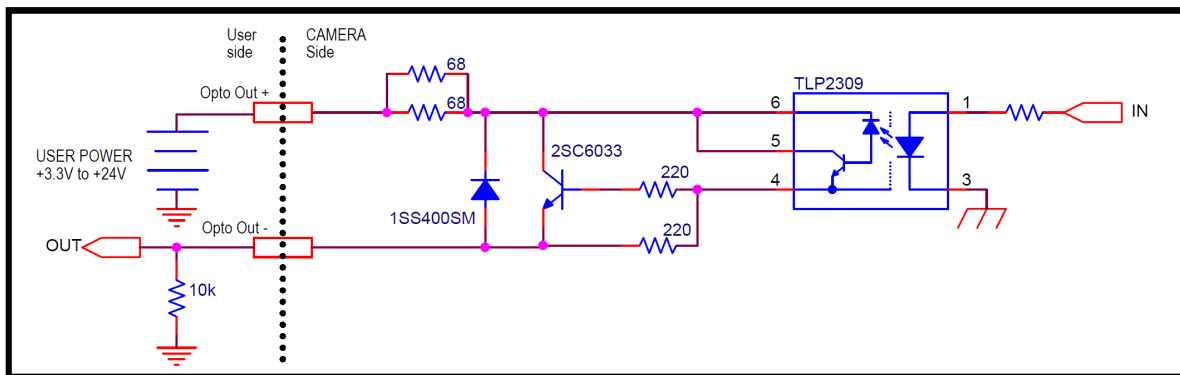 User
side
CAMERA
Side
Opto Out +
68
68
TLP2309
6
1
IN
5
2SC6033
USER POWER
+3.3V to +24V
220
4
3
1SS400SM
Opto Out -
OUT
220
10k